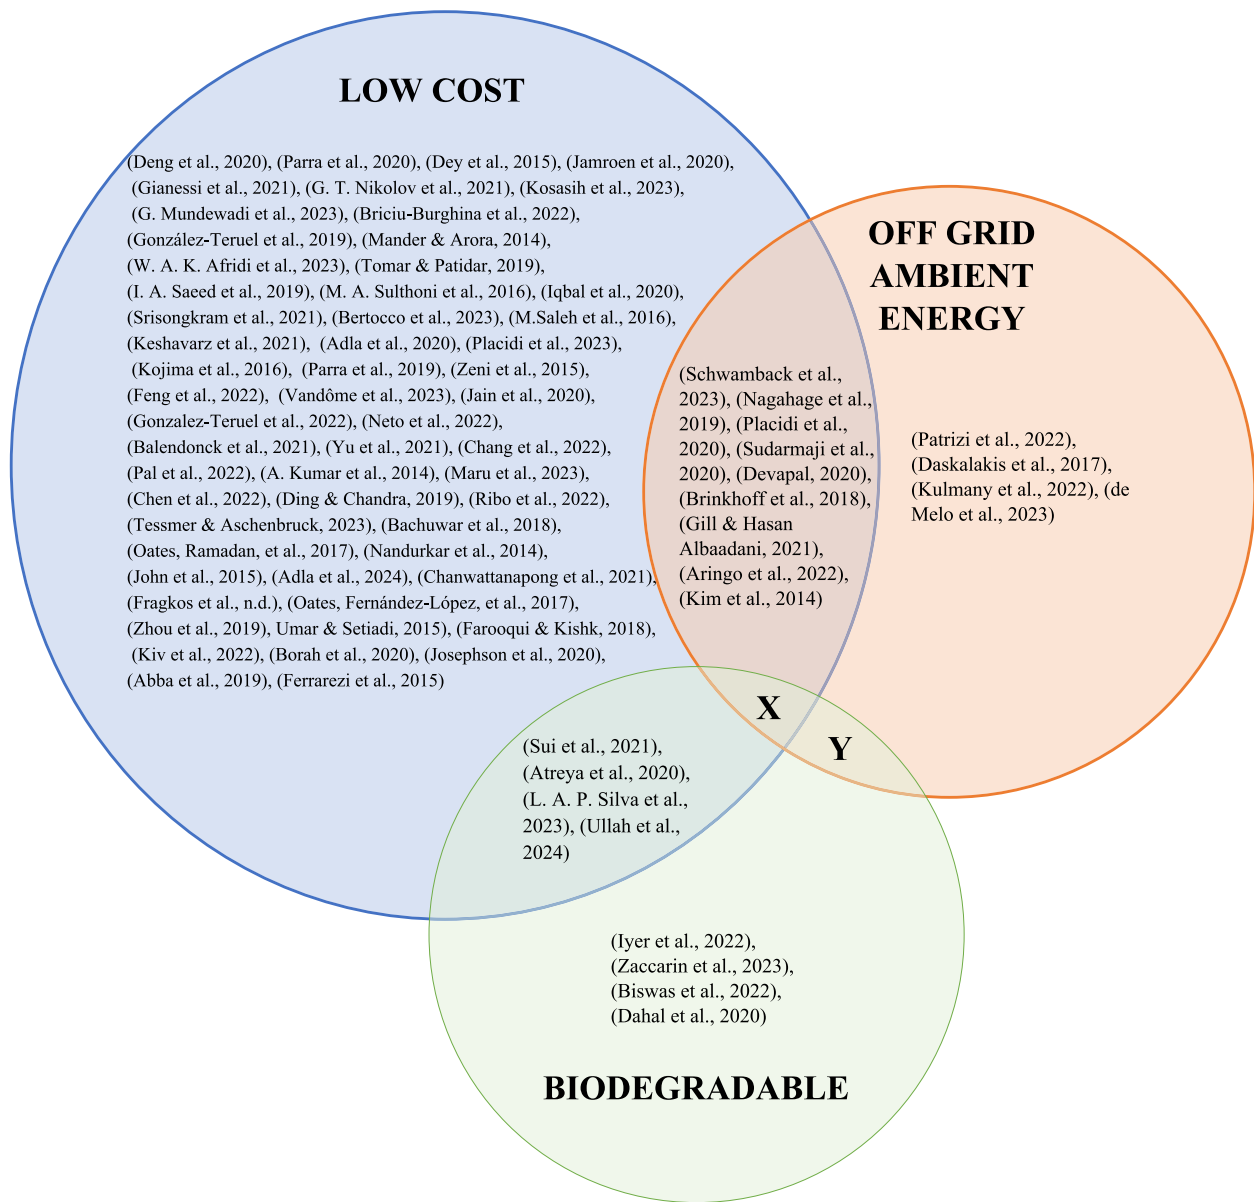 LOW COST
(Deng et al., 2020), (Parra et al., 2020), (Dey et al., 2015), (Jamroen et al., 2020),
(Gianessi et al., 2021), (G. T. Nikolov et al., 2021), (Kosasih et al., 2023),
(G. Mundewadi et al., 2023), (Briciu-Burghina et al., 2022),
(González-Teruel et al., 2019), (Mander & Arora, 2014),
(W. A. K. Afridi et al., 2023), (Tomar & Patidar, 2019),
(I. A. Saeed et al., 2019), (M. A. Sulthoni et al., 2016), (Iqbal et al., 2020),
(Srisongkram et al., 2021), (Bertocco et al., 2023), (M.Saleh et al., 2016),
(Keshavarz et al., 2021), (Adla et al., 2020), (Placidi et al., 2023),
(Kojima et al., 2016), (Parra et al., 2019), (Zeni et al., 2015),
(Feng et al., 2022), (Vandôme et al., 2023), (Jain et al., 2020),
(Gonzalez-Teruel et al., 2022), (Neto et al., 2022),
(Balendonck et al., 2021), (Yu et al., 2021), (Chang et al., 2022),
(Pal et al., 2022), (A. Kumar et al., 2014), (Maru et al., 2023),
(Chen et al., 2022), (Ding & Chandra, 2019), (Ribo et al., 2022),
(Tessmer & Aschenbruck, 2023), (Bachuwar et al., 2018),
(Oates, Ramadan, et al., 2017), (Nandurkar et al., 2014),
(John et al., 2015), (Adla et al., 2024), (Chanwattanapong et al., 2021),
(Fragkos et al., n.d.), (Oates, Fernández-López, et al., 2017),
(Zhou et al., 2019), Umar & Setiadi, 2015), (Farooqui & Kishk, 2018),
(Kiv et al., 2022), (Borah et al., 2020), (Josephson et al., 2020),
(Abba et al., 2019), (Ferrarezi et al., 2015)
OFF GRID
AMBIENT
ENERGY
(Schwamback et al.,
2023), (Nagahage et al.,
2019), (Placidi et al.,
2020), (Sudarmaji et al.,
2020), (Devapal, 2020),
(Brinkhoff et al., 2018),
(Gill & Hasan
Albaadani, 2021),
(Aringo et al., 2022),
(Kim et al., 2014)
(Patrizi et al., 2022),
(Daskalakis et al., 2017),
(Kulmany et al., 2022), (de
Melo et al., 2023)
X
Y
(Sui et al., 2021),
(Atreya et al., 2020),
(L. A. P. Silva et al.,
2023), (Ullah et al.,
2024)
(Iyer et al., 2022),
(Zaccarin et al., 2023),
(Biswas et al., 2022),
(Dahal et al., 2020)
BIODEGRADABLE